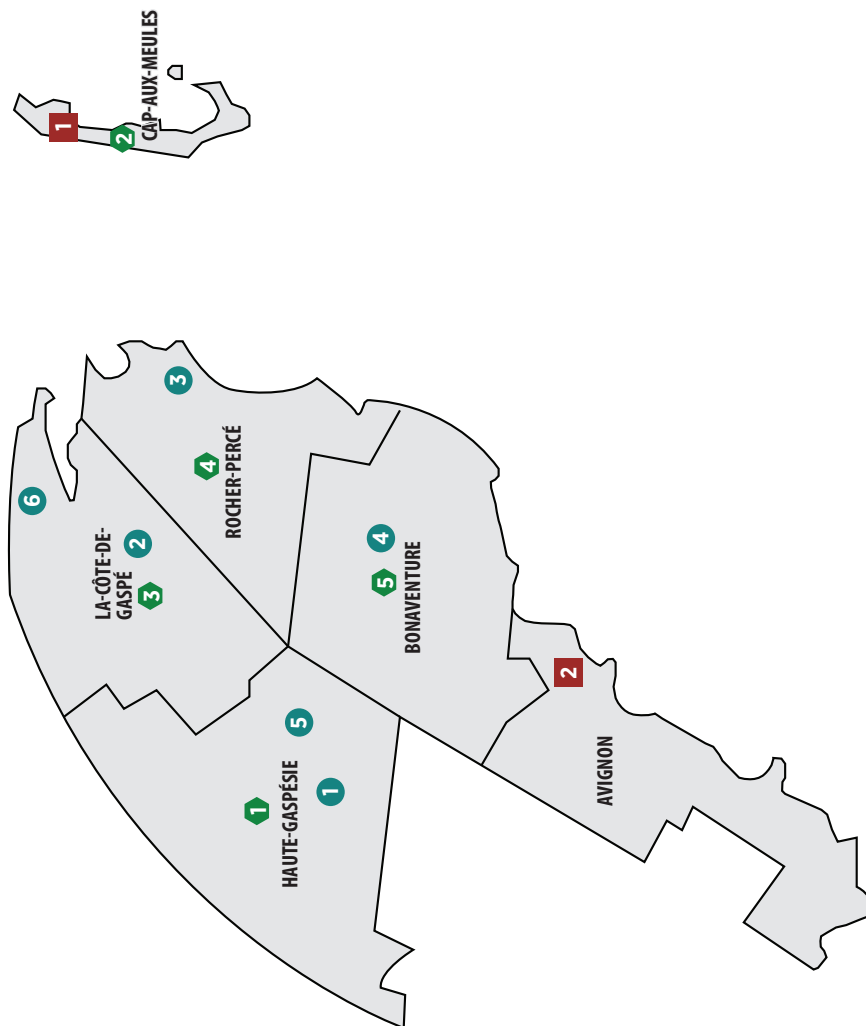 6
2
LA-CÔTE-DE-
GASPÉ
3
3
4
ROCHER-PERCÉ
1
2
CAP-AUX-MEULES
1
HAUTE-GASPÉSIE
5
1
5
4
BONAVENTURE
2
AVIGNON